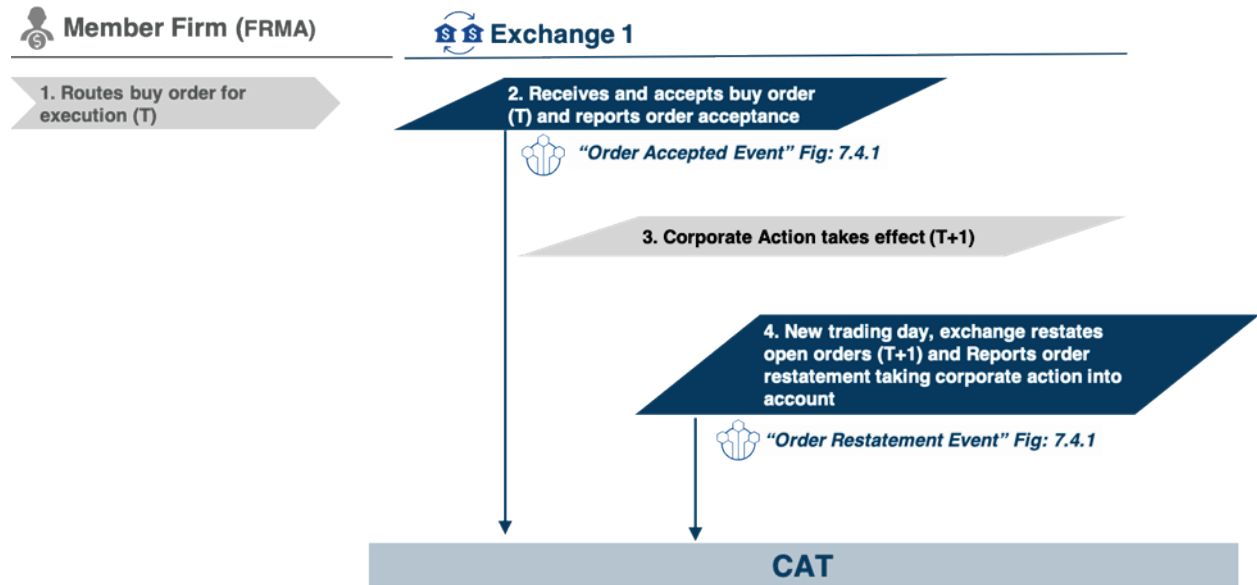 Member Firm (FRMA)
Exchange 1
1. Routes buy order for
execution (T)
2. Receives and accepts buy order
(T) and reports order acceptance
“Order Accepted Event” Fig: 7.4.1
3. Corporate Action takes effect (T+1)
4. New trading day, exchange restates
open orders (T+1) and Reports order
restatement taking corporate action into
account
“Order Restatement Event” Fig: 7.4.1
CAT